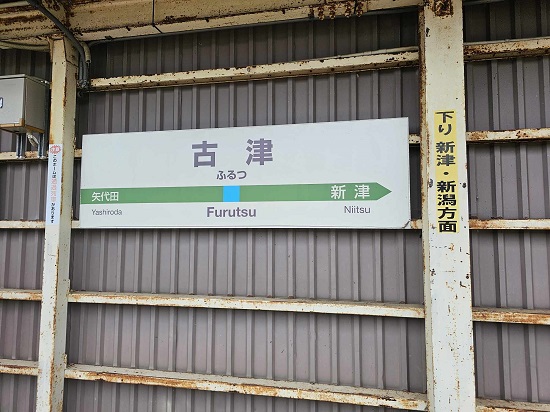 古津
ふるつ
矢代田 新津
Yashiroda Furutsu Niitsu
下り 新津・新潟方面